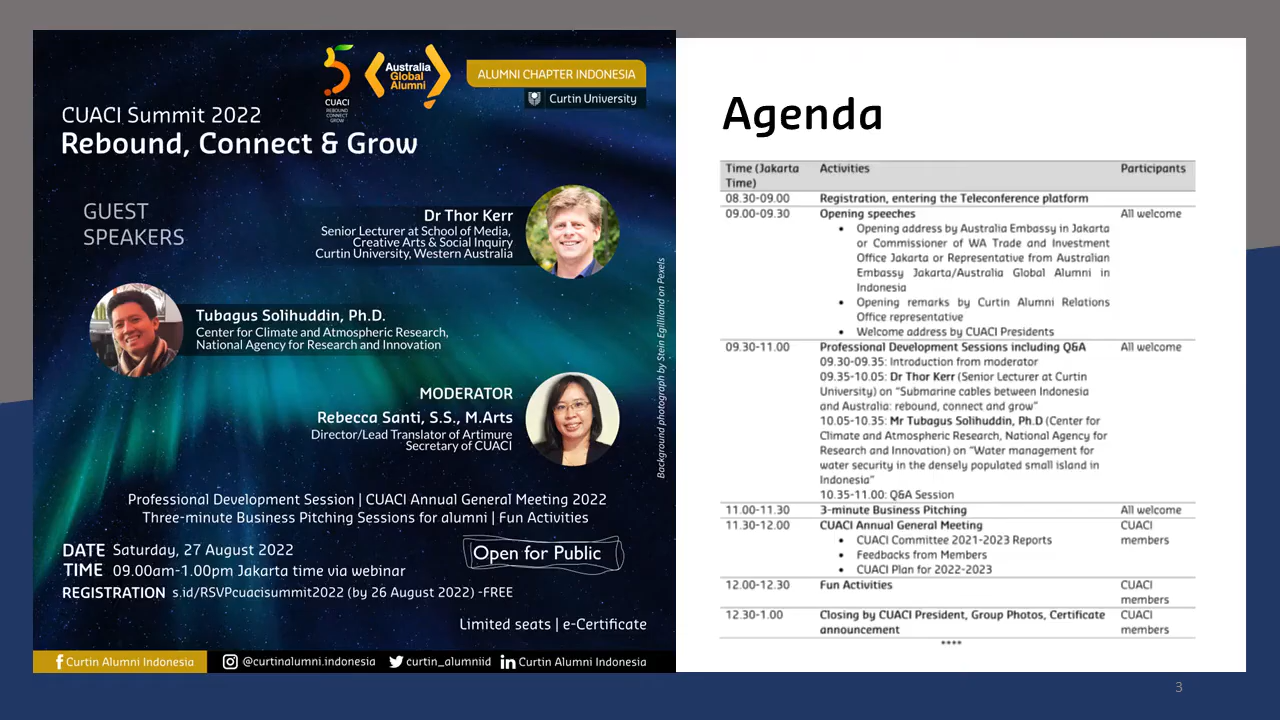 5
CUACI
REBOUND
CONNECT
GROW
Australia
Global
Alumni
ALUMNI CHAPTER INDONESIA
Curtin University
CUACI Summit 2022
Rebound, Connect & Grow
GUEST
SPEAKERS
Dr Thor Kerr
Senior Lecturer at School of Media,
Creative Arts & Social Inquiry
Curtin University, Western Australia
Tubagus Solihuddin, Ph.D.
Center for Climate and Atmospheric Research,
National Agency for Research and Innovation
MODERATOR
Rebecca Santi, S.S., M.Arts
Director/Lead Translator of Artimure
Secretary of CUACI
Background photograph by Stein Egilliland on Pexels
Professional Development Session | CUACI Annual General Meeting 2022
Three-minute Business Pitching Sessions for alumni | Fun Activities
DATE Saturday, 27 August 2022
TIME 09.00am-1.00pm Jakarta time via webinar
Open for Public
REGISTRATION s.id/RSVPcuacisummit2022 (by 26 August 2022) -FREE
Limited seats | e-Certificate
Curtin Alumni Indonesia @curtinalumni.indonesia curtin_alumniid Curtin Alumni Indonesia
Agenda
Time (Jakarta Activities Participants
Time)
08.30-09.00 Registration, entering the Teleconference platform
09.00-09.30 Opening speeches All welcome
• Opening address by Australia Embassy in Jakarta
or Commissioner of WA Trade and Investment
Office Jakarta or Representative from Australian
Embassy Jakarta/Australia Global Alumni in
Indonesia
• Opening remarks by Curtin Alumni Relations
Office representative
• Welcome address by CUACI Presidents
09.30-11.00 Professional Development Sessions including Q&A All welcome
09.30-09.35: Introduction from moderator
09.35-10.05: Dr Thor Kerr (Senior Lecturer at Curtin
University) on “Submarine cables between Indonesia
and Australia: rebound, connect and grow”
10.05-10.35: Mr Tubagus Solihuddin, Ph.D (Center for
Climate and Atmospheric Research, National Agency for
Research and Innovation) on “Water management for
water security in the densely populated small island in
Indonesia”
10.35-11.00: Q&A Session
11.00-11.30 3-minute Business Pitching All welcome
11.30-12.00 CUACI Annual General Meeting CUACI
• CUACI Committee 2021-2023 Reports members
• Feedbacks from Members
• CUACI Plan for 2022-2023
12.00-12.30 Fun Activities CUACI
members
12.30-1.00 Closing by CUACI President, Group Photos, Certificate CUACI
announcement members
****
3